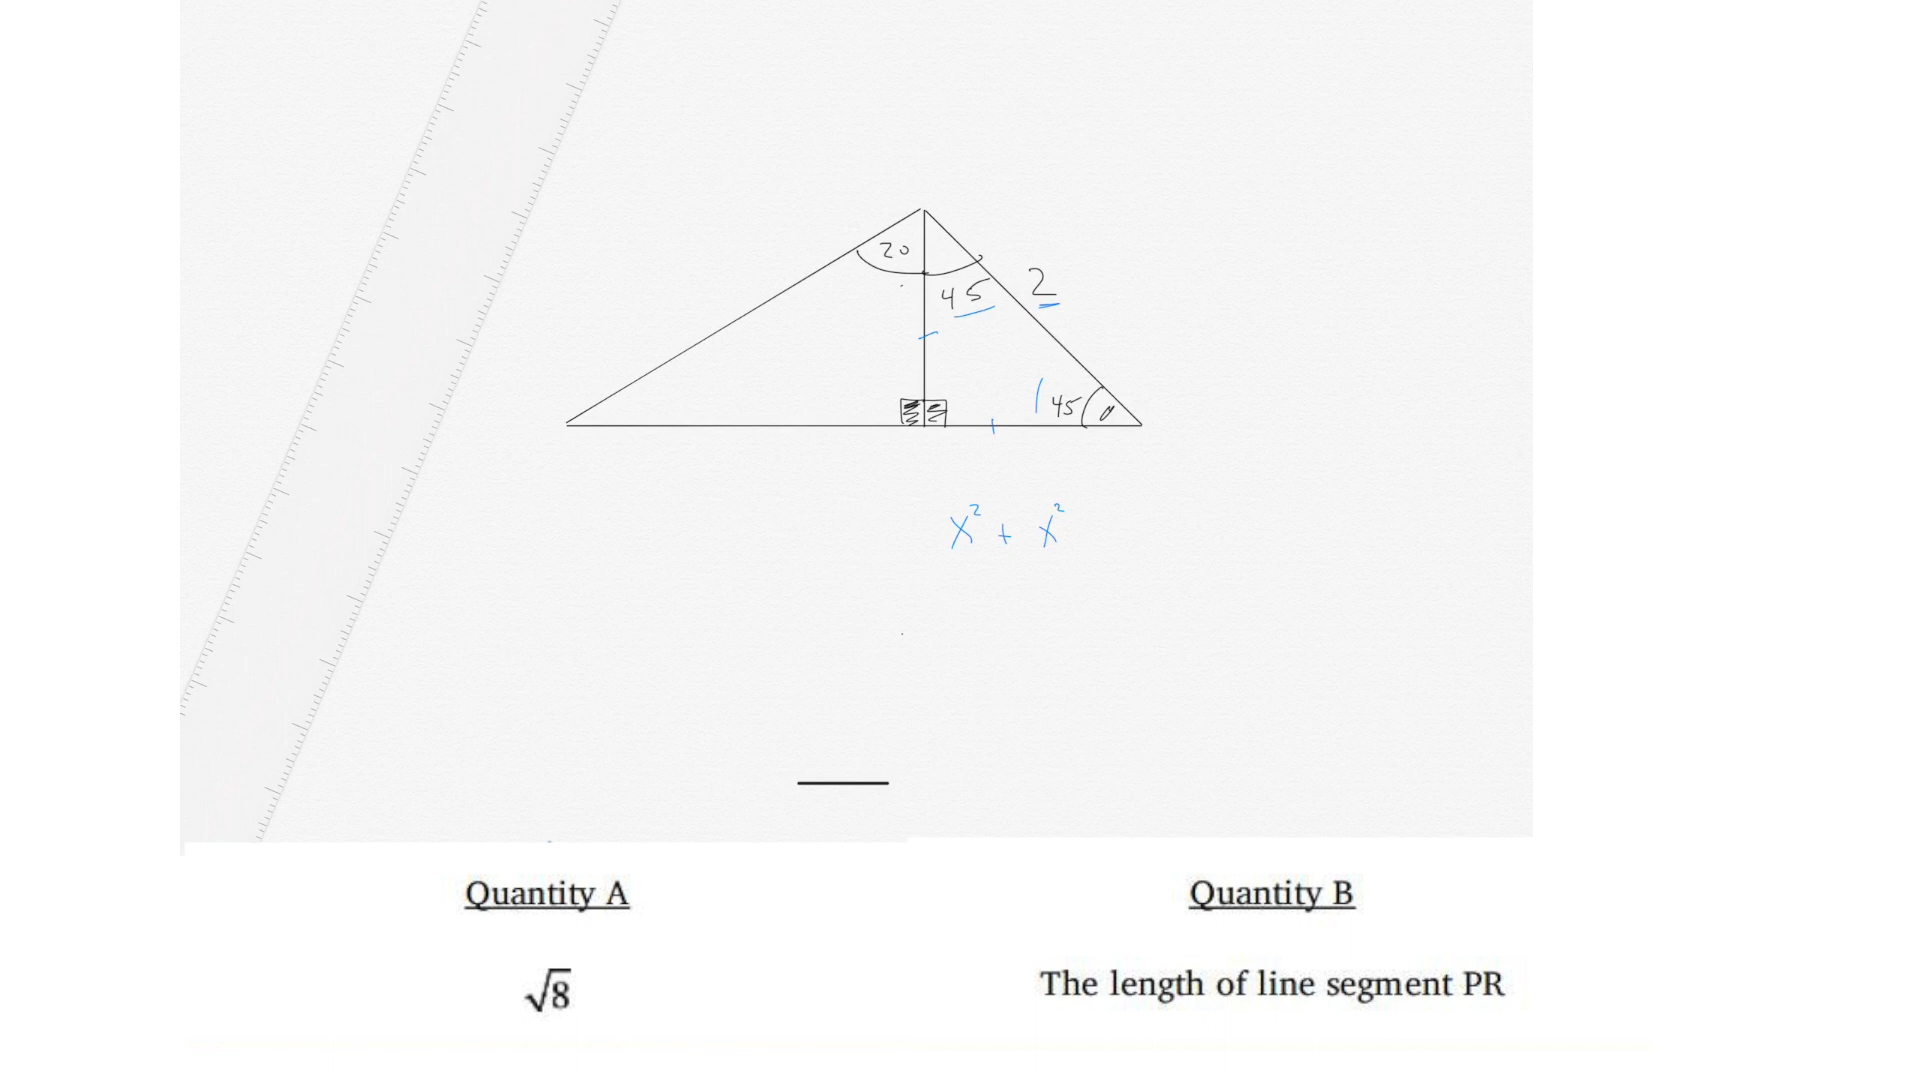 20
45
2
45
x² + x²
Quantity A
Quantity B
√8
The length of line segment PR